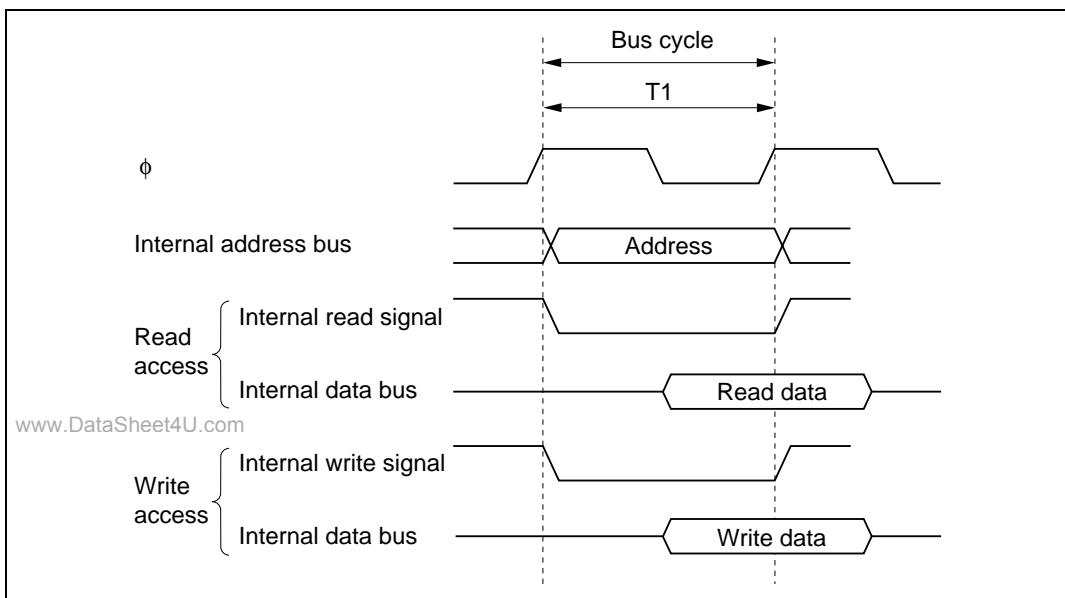 Bus cycle
T1
ϕ
Internal address bus
Address
Read
access
Internal read signal
Internal data bus
Read data
www.DataSheet4U.com
Write
access
Internal write signal
Internal data bus
Write data